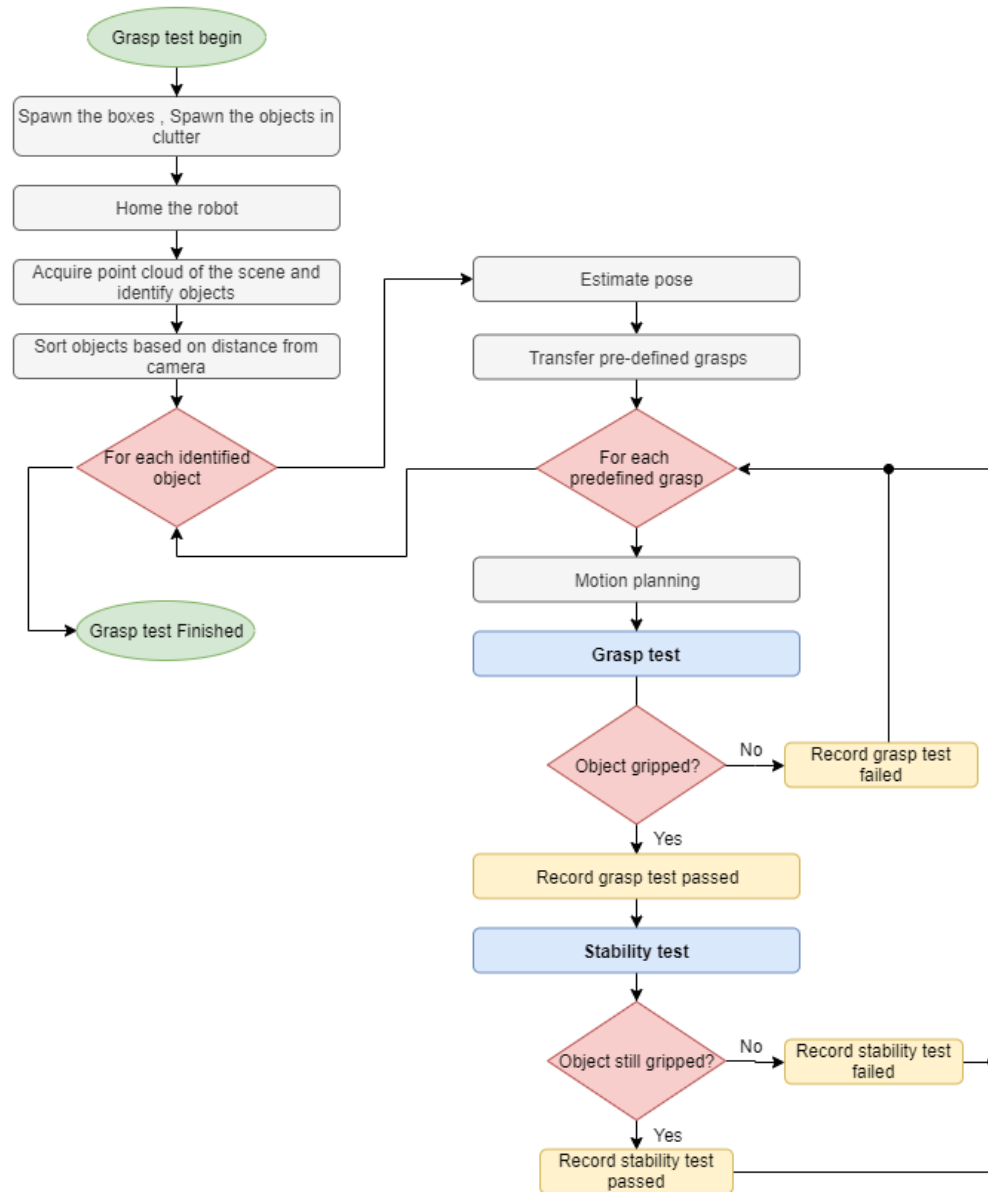 Grasp test begin
Spawn the boxes , Spawn the objects in
clutter
Home the robot
Acquire point cloud of the scene and
identify objects
Sort objects based on distance from
camera
For each identified
object
Grasp test Finished
Estimate pose
Transfer pre-defined grasps
For each
predefined grasp
Motion planning
Grasp test
Object gripped?
No
Record grasp test
failed
Yes
Record grasp test passed
Stability test
Object still gripped?
No
Record stability test
failed
Yes
Record stability test
passed